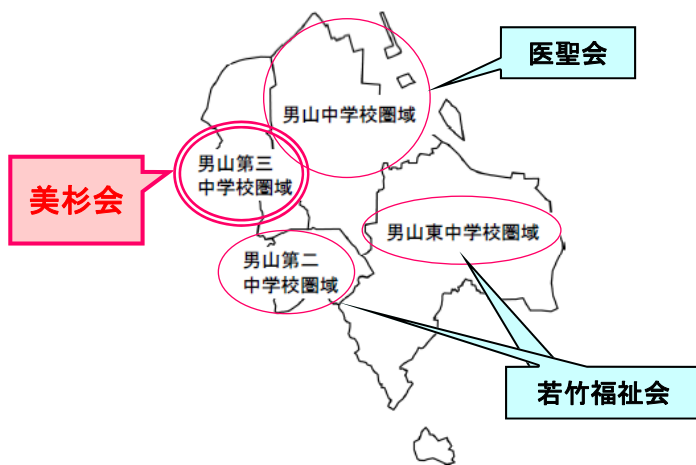 医聖会
男山中学校圏域
男山第三
中学校圏域
美杉会
男山東中学校圏域
男山第二
中学校圏域
若竹福祉会